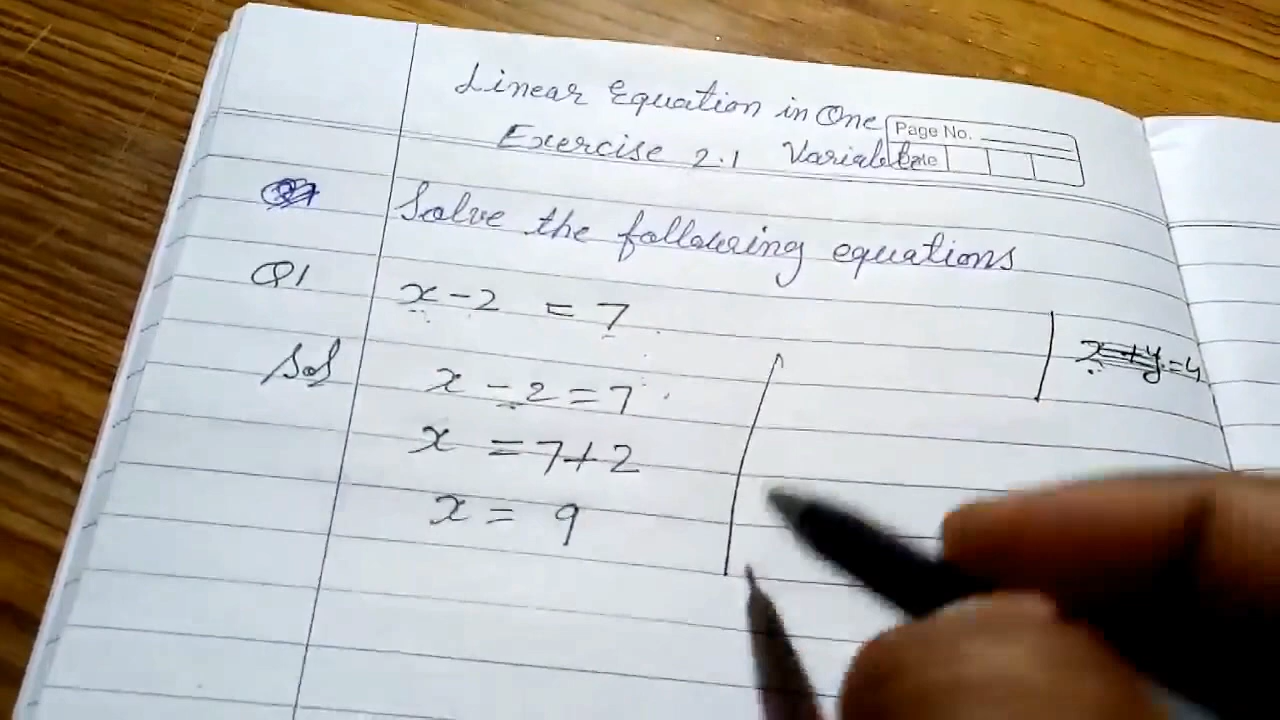 Linear Equation in One
Page No.
Exercise 2.1 Variable
Date
Solve the following equations
Q1 x - 2 = 7
x + y = 4
Sol x - 2 = 7
x = 7 + 2
x = 9